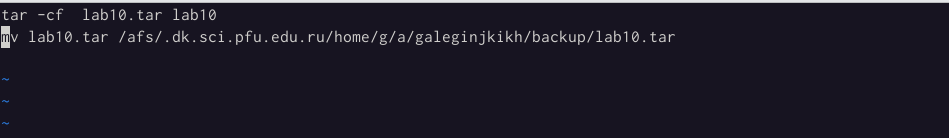 tar -cf  lab10.tar lab10
mv lab10.tar /afs/.dk.sci.pfu.edu.ru/home/g/a/galeginjkikh/backup/lab10.tar
~
~
~